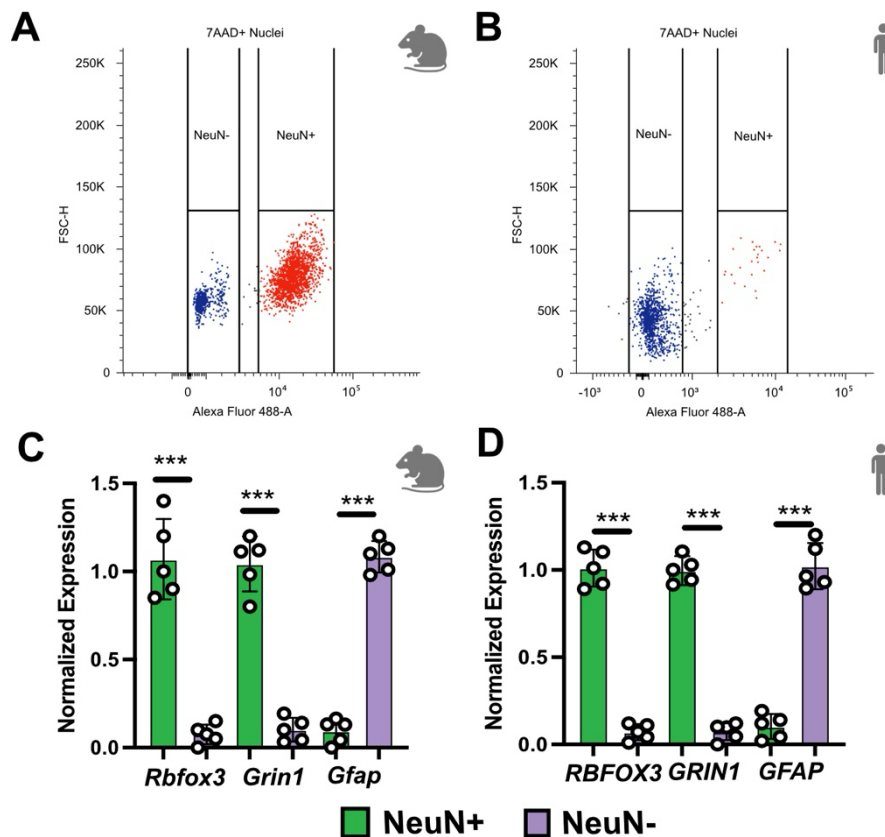 A
7AAD+ Nuclei
250K
200K
150K
100K
50K
0
NeuN-
NeuN+
FSC-H
0
10⁴
10⁵
Alexa Fluor 488-A
B
7AAD+ Nuclei
250K
200K
150K
100K
50K
0
NeuN-
NeuN+
FSC-H
-10³
0
10³
10⁴
10⁵
Alexa Fluor 488-A
C
1.5
1.0
0.5
0.0
Normalized Expression
***
***
***
Rbfox3 Grin1 Gfap
D
1.5
1.0
0.5
0.0
Normalized Expression
***
***
***
RBFOX3 GRIN1 GFAP
NeuN+ NeuN-